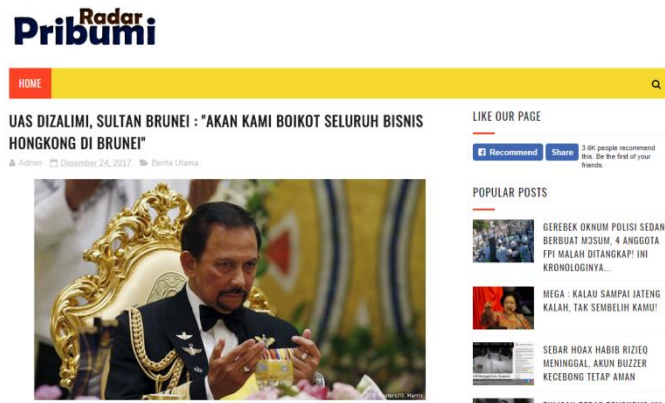 Radar
Pribumi
HOME
UAS DIZALIMI, SULTAN BRUNEI : "AKAN KAMI BOIKOT SELURUH BISNIS
HONGKONG DI BRUNEI"
Admin Desember 24, 2017 Berita Utama
© Reuters/O. Harris
LIKE OUR PAGE
Recommend Share 3.6K people recommend
this. Be the first of your
friends.
POPULAR POSTS
GEREBEK OKNUM POLISI SEDAN
BERBUAT M3SUM, 4 ANGGOTA
FPI MALAH DITANGKAP! INI
KRONOLOGINYA...
MEGA : KALAU SAMPAI JATENG
KALAH, TAK SEMBELIH KAMU!
SEBAR HOAX HABIB RIZIEQ
MENINGGAL, AKUN BUZZER
KECEBONG TETAP AMAN